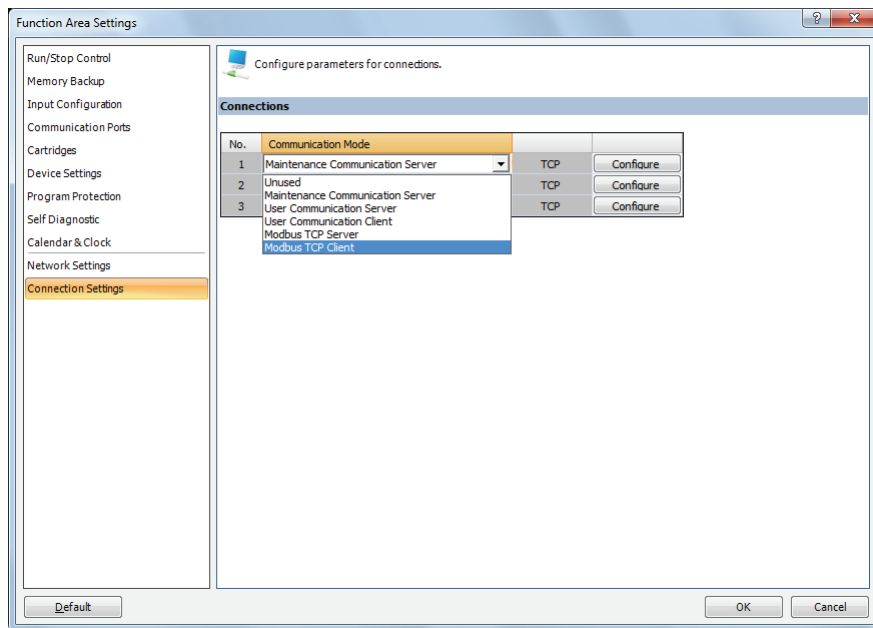 Function Area Settings
Run/Stop Control
Memory Backup
Input Configuration
Communication Ports
Cartridges
Device Settings
Program Protection
Self Diagnostic
Calendar & Clock
Network Settings
Connection Settings
Configure parameters for connections.
Connections
No. Communication Mode
1 Maintenance Communication Server TCP Configure
2 TCP Configure
3 TCP Configure
Unused
Maintenance Communication Server
User Communication Server
User Communication Client
Modbus TCP Server
Modbus TCP Client
Default OK Cancel